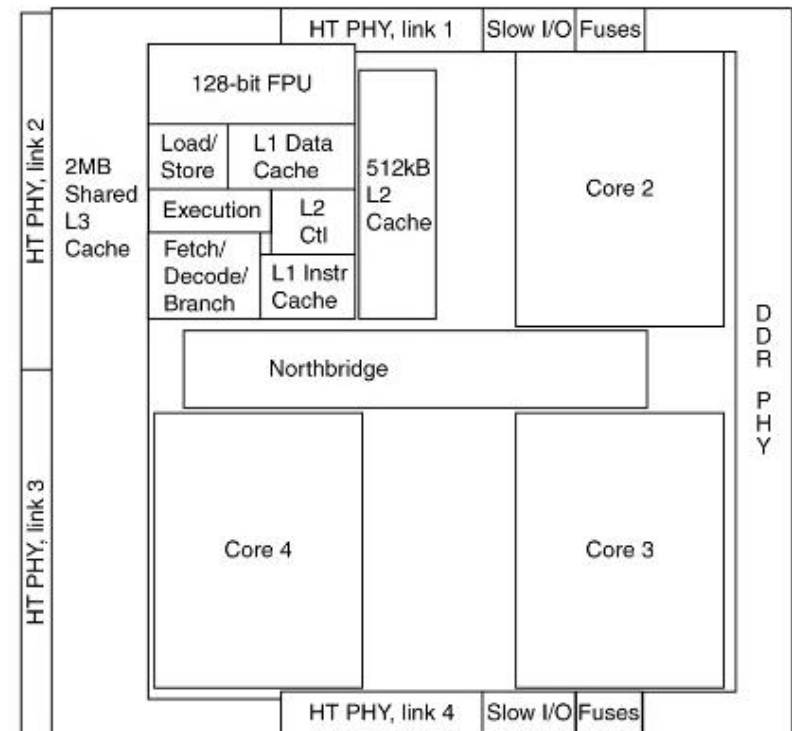 HT PHY, link 1
Slow I/O
Fuses
HT PHY, link 2
2MB
Shared
L3
Cache
128-bit FPU
Load/
Store
L1 Data
Cache
Execution
L2
Ctl
Fetch/
Decode/
Branch
L1 Instr
Cache
512kB
L2
Cache
Core 2
Northbridge
D
D
R
P
H
Y
HT PHY, link 3
Core 4
Core 3
HT PHY, link 4
Slow I/O
Fuses